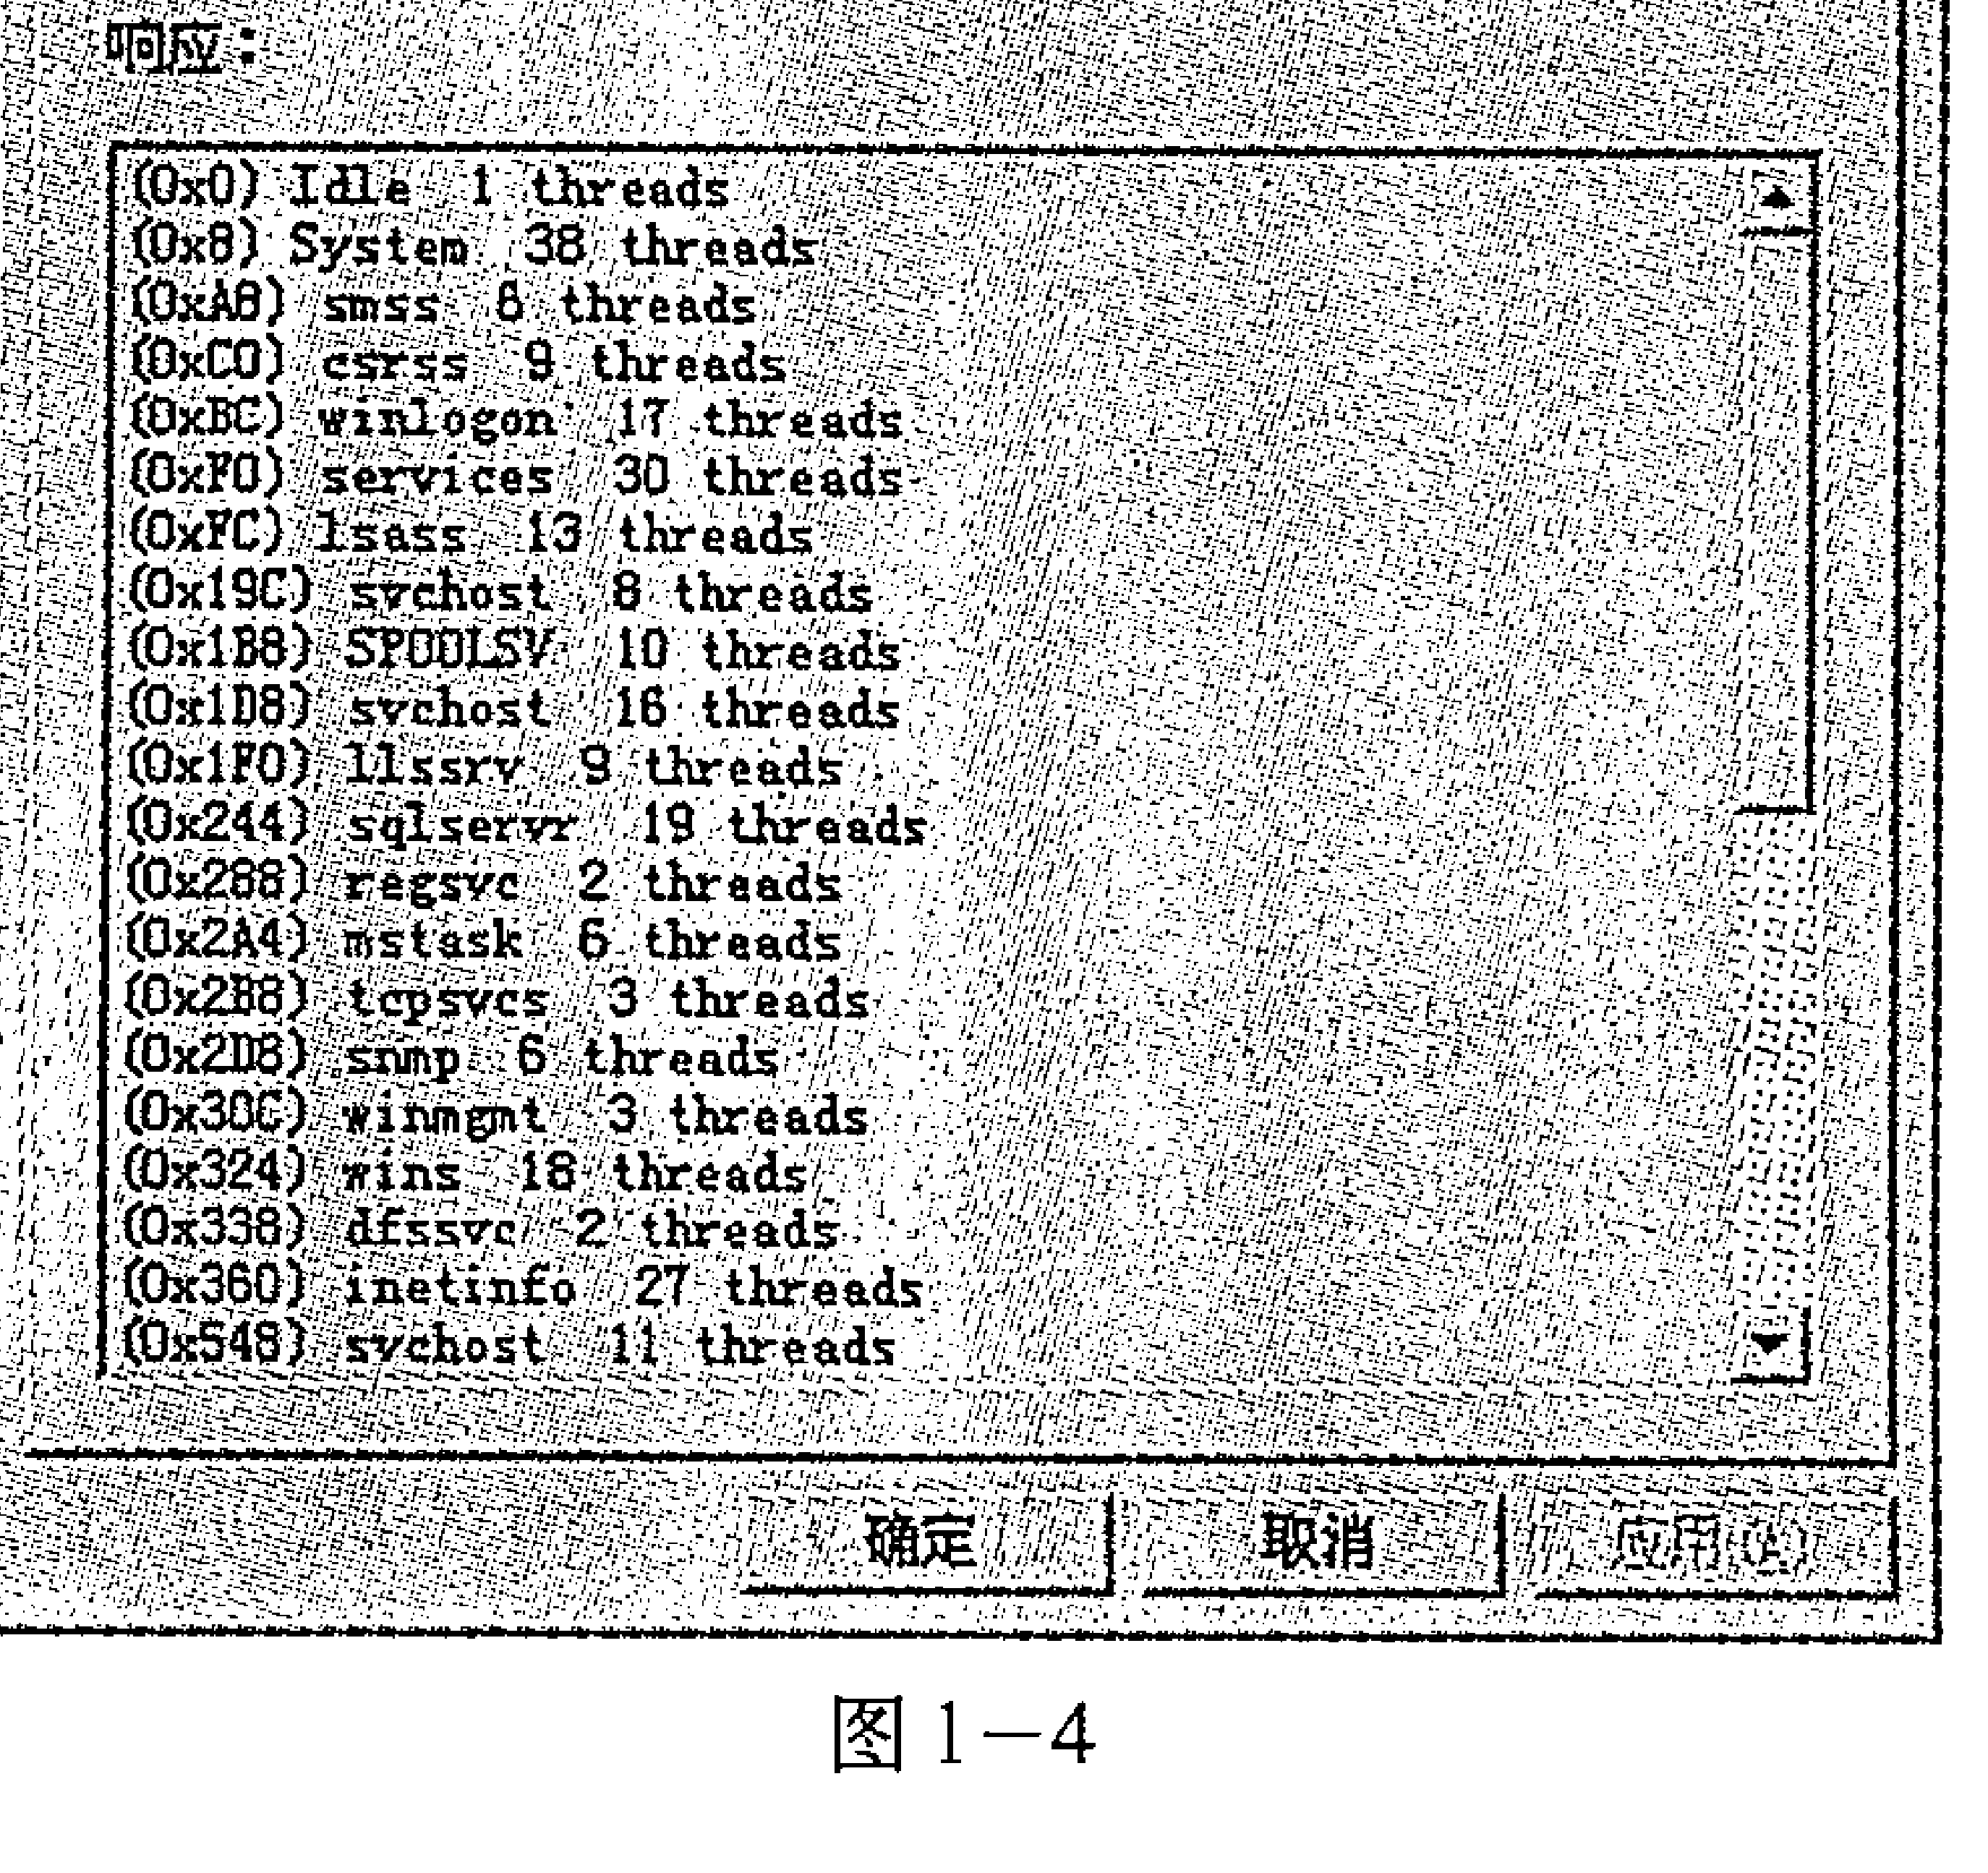 响应:
(0x0) Idle 1 threads
(0x8) System 38 threads
(0xA8) smss 6 threads
(0xC0) csrss 9 threads
(0xBC) winlogon 17 threads
(0xF0) services 30 threads
(0xFC) lsass 13 threads
(0x19C) svchost 8 threads
(0x1B8) SPOOLSV 10 threads
(0x1D8) svchost 16 threads
(0x1F0) llssrv 9 threads
(0x244) sqlservr 19 threads
(0x288) regsvc 2 threads
(0x2A4) mstask 6 threads
(0x2B8) tcpsvcs 3 threads
(0x2D8) snmp 6 threads
(0x30C) winmgmt 3 threads
(0x324) wins 18 threads
(0x338) dfssvc 2 threads
(0x360) inetinfo 27 threads
(0x548) svchost 11 threads
确定 取消 应用(A)
图 1－4